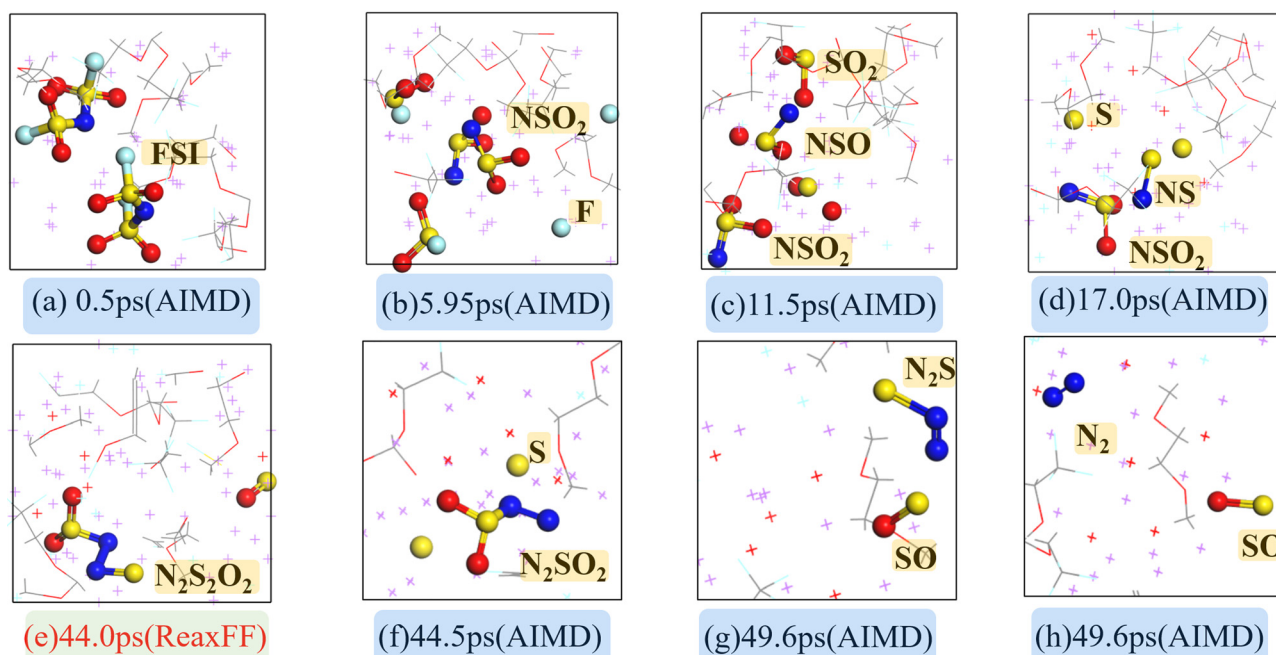 FSI
(a) 0.5ps(AIMD)
NSO₂
F
(b)5.95ps(AIMD)
SO₂
NSO
NSO₂
(c)11.5ps(AIMD)
S
NS
NSO₂
(d)17.0ps(AIMD)
N₂S₂O₂
(e)44.0ps(ReaxFF)
S
N₂SO₂
(f)44.5ps(AIMD)
N₂S
SO
(g)49.6ps(AIMD)
N₂
SO
(h)49.6ps(AIMD)